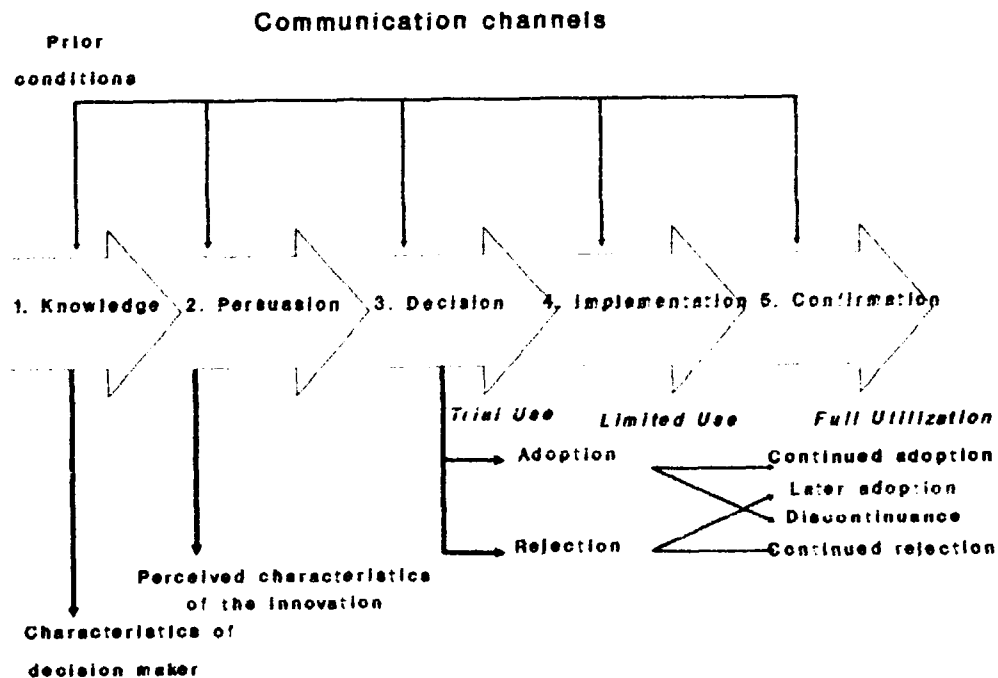 Communication channels
Prior
conditions
1. Knowledge 2. Persuasion 3. Decision 4. Implementation 5. Confirmation
Trial Use Limited Use Full Utilization
Adoption Continued adoption
Later adoption
Discontinuance
Rejection Continued rejection
Perceived characteristics
of the innovation
Characteristics of
decision maker